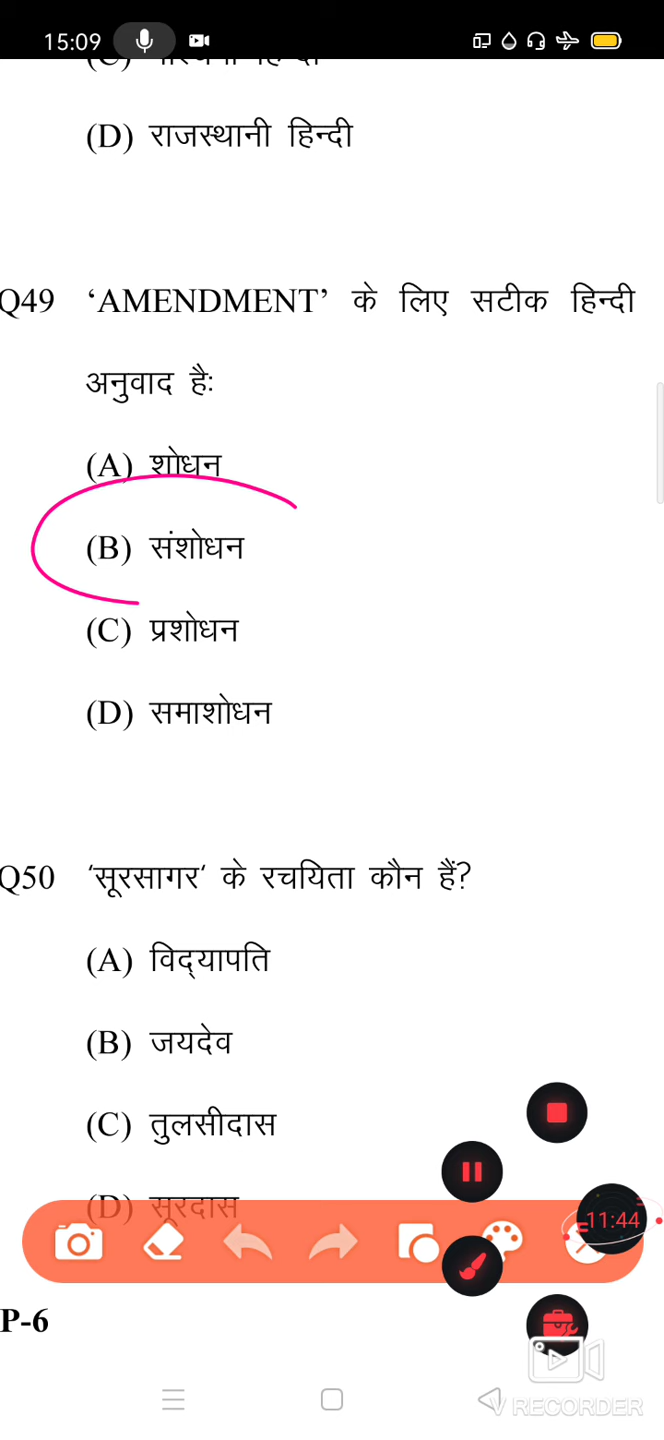 15:09
(D) राजस्थानी हिन्दी
Q49 ‘AMENDMENT’ के लिए सटीक हिन्दी
अनुवाद है:
(A) शोधन
(B) संशोधन
(C) प्रशोधन
(D) समाशोधन
Q50 ‘सूरसागर’ के रचयिता कौन हैं?
(A) विद्यापति
(B) जयदेव
(C) तुलसीदास
(D) सूरदास
11:44
P-6
V RECORDER